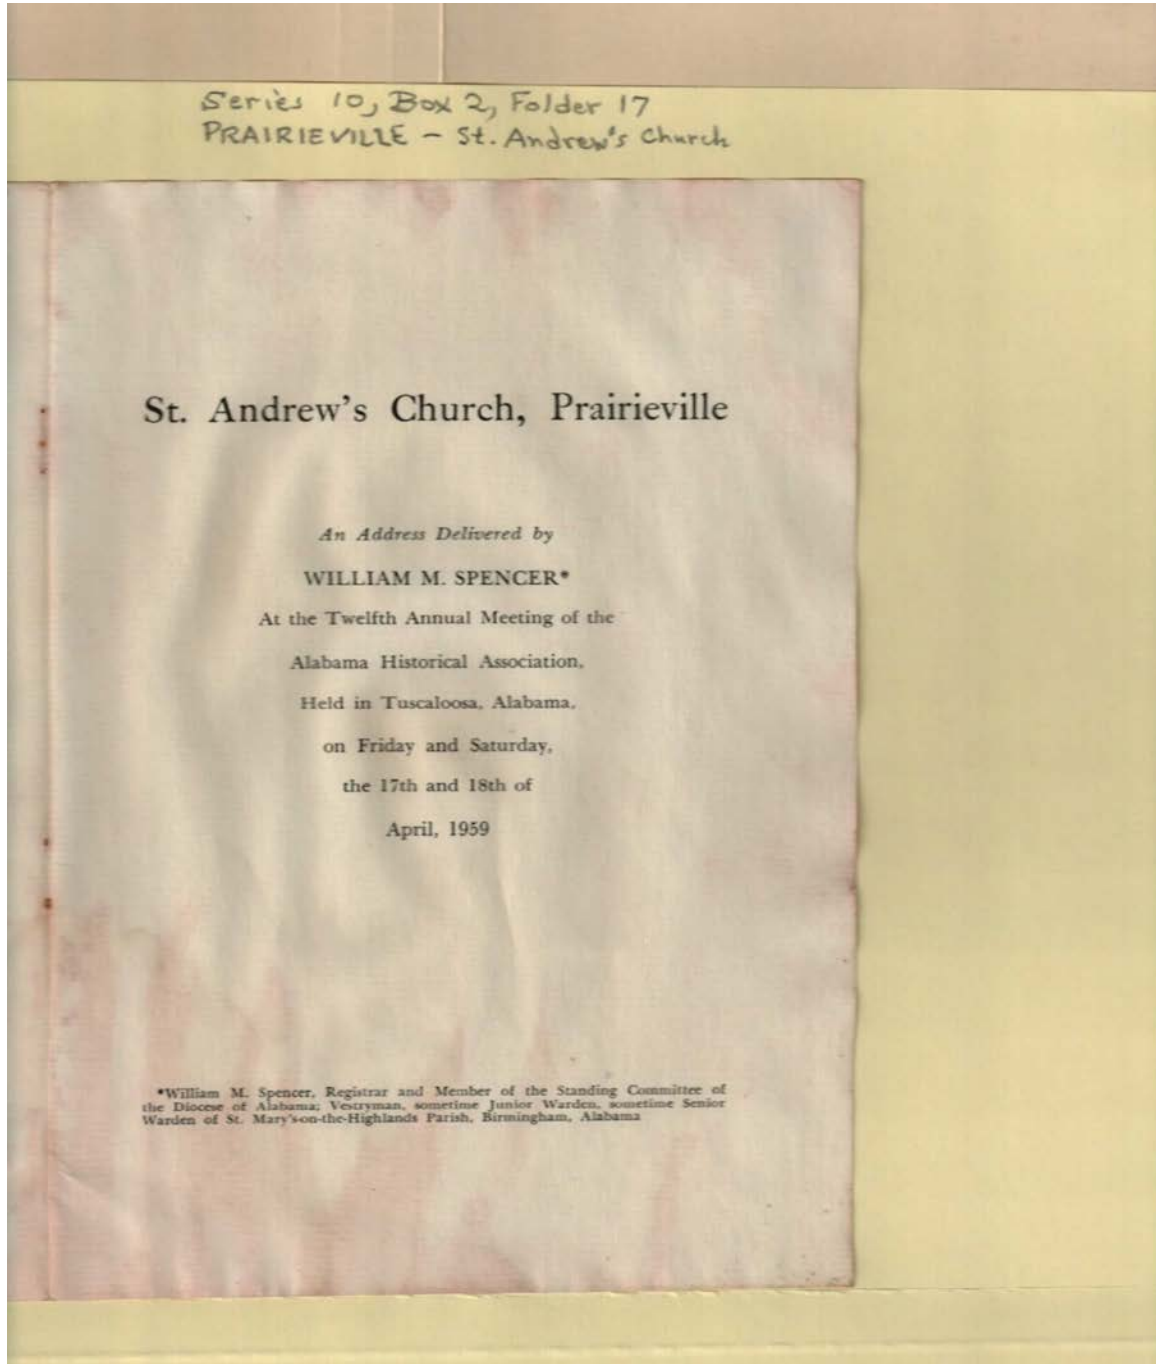 Series 10, Box 2, Folder 17
PRAIRIEVILLE - St. Andrew's Church
St. Andrew's Church, Prairieville
An Address Delivered by
WILLIAM M. SPENCER*
At the Twelfth Annual Meeting of the
Alabama Historical Association,
Held in Tuscaloosa, Alabama,
on Friday and Saturday,
the 17th and 18th of
April, 1959
*William M. Spencer, Registrar and Member of the Standing Committee of
the Diocese of Alabama; Vestryman, sometime Junior Warden, sometime Senior
Warden of St. Mary's-on-the-Highlands Parish, Birmingham, Alabama